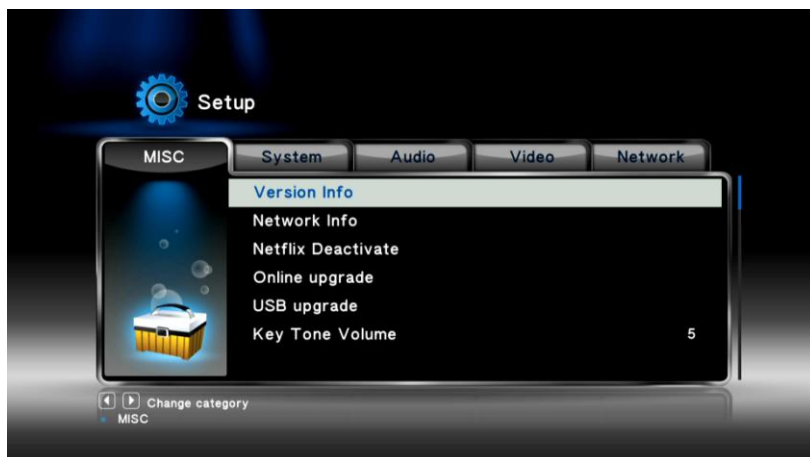 Setup
MISC System Audio Video Network
Version Info
Network Info
Netflix Deactivate
Online upgrade
USB upgrade
Key Tone Volume 5
Change category
MISC